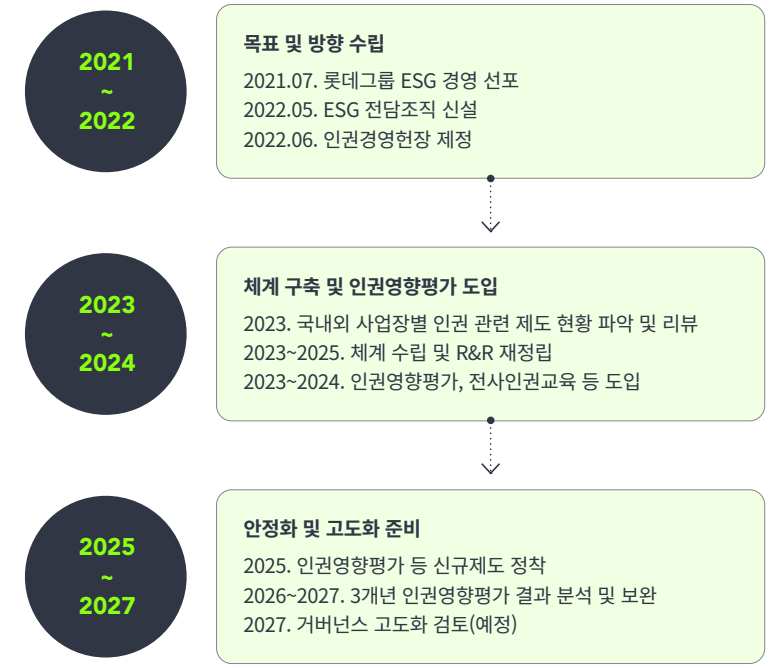 2021
~
2022
목표 및 방향 수립
2021.07. 롯데그룹 ESG 경영 선포
2022.05. ESG 전담조직 신설
2022.06. 인권경영헌장 제정
2023
~
2024
체계 구축 및 인권영향평가 도입
2023. 국내외 사업장별 인권 관련 제도 현황 파악 및 리뷰
2023~2025. 체계 수립 및 R&R 재정립
2023~2024. 인권영향평가, 전사인권교육 등 도입
2025
~
2027
안정화 및 고도화 준비
2025. 인권영향평가 등 신규제도 정착
2026~2027. 3개년 인권영향평가 결과 분석 및 보완
2027. 거버넌스 고도화 검토(예정)